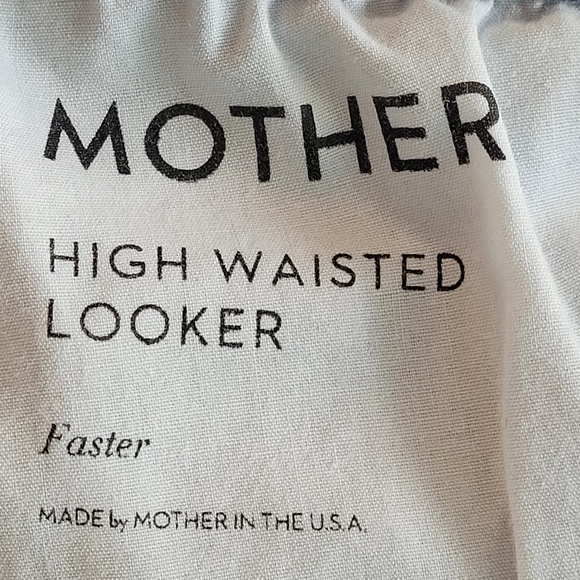 MOTHER
HIGH WAISTED
LOOKER
Faster
MADE by MOTHER IN THE U.S.A.